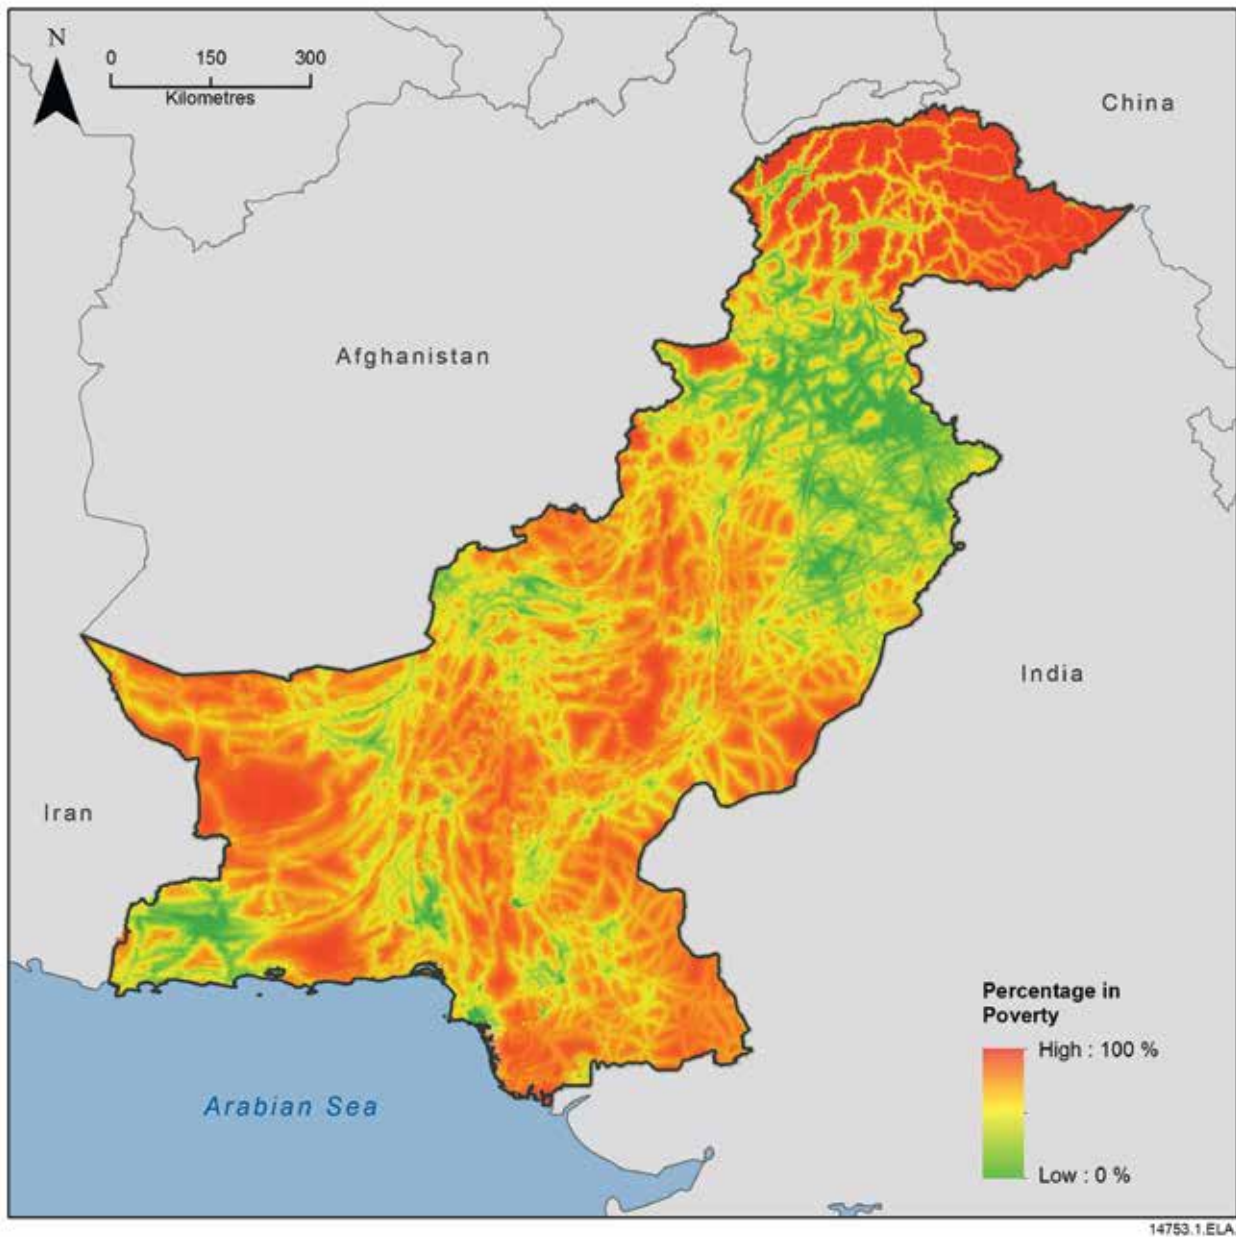 N
0 150 300
Kilometres
China
Afghanistan
India
Iran
Arabian Sea
Percentage in
Poverty
High : 100 %
Low : 0 %
14753.1.ELA